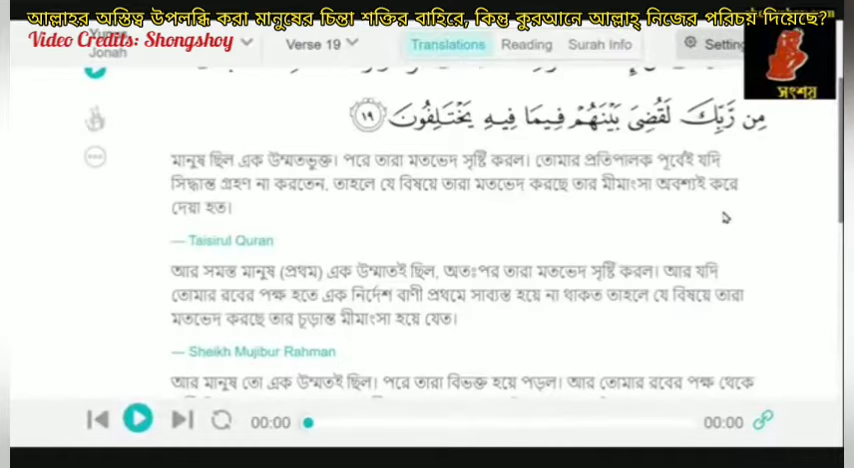 আল্লাহর অস্তিত্ব উপলব্ধি করা মানুষের চিন্তা শক্তির বাহিরে, কিন্তু কুরআনে আল্লাহ্ নিজের পরিচয় দিয়েছে?
Video Credits: Shongshoy
Jonah
Verse 19
Translations Reading Surah Info
সংশয়
مِن رَّبِّكَ لَقُضِىَ بَيْنَهُمْ فِيمَا فِيهِ يَخْتَلِفُونَ ١٩
মানুষ ছিল এক উম্মতভুক্ত। পরে তারা মতভেদ সৃষ্টি করল। তোমার প্রতিপালক পূর্বেই যদি
সিদ্ধান্ত গ্রহণ না করতেন, তাহলে যে বিষয়ে তারা মতভেদ করছে তার মীমাংসা অবশ্যই করে
দেয়া হত।
— Taisirul Quran
আর সমস্ত মানুষ (প্রথম) এক উম্মাতই ছিল, অতঃপর তারা মতভেদ সৃষ্টি করল। আর যদি
তোমার রবের পক্ষ হতে এক নির্দেশ বাণী প্রথমে সাব্যস্ত হয়ে না থাকত তাহলে যে বিষয়ে তারা
মতভেদ করছে তার চূড়ান্ত মীমাংসা হয়ে যেত।
— Sheikh Mujibur Rahman
আর মানুষ তো এক উম্মতই ছিল। পরে তারা বিভক্ত হয়ে পড়ল। আর তোমার রবের পক্ষ থেকে
00:00 00:00